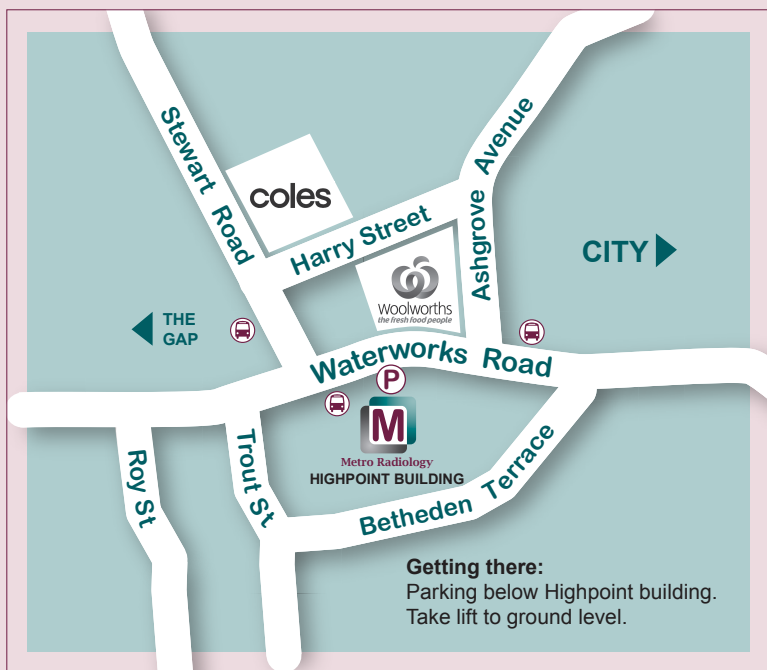 Stewart Road
coles
Harry Street
Ashgrove Avenue
CITY
Woolworths
the fresh food people
THE
GAP
Waterworks Road
P
M
Metro Radiology
HIGHPOINT BUILDING
Roy St
Trout St
Betheden Terrace
Getting there:
Parking below Highpoint building.
Take lift to ground level.